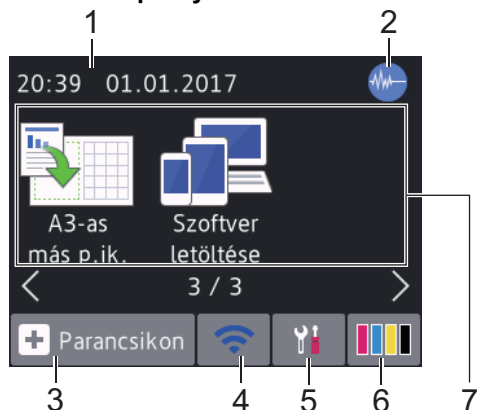 1 2
20:39 01.01.2017
A3-as Szoftver
más p.ik. letöltése
< 3 / 3 >
+ Parancsikon
3 4 5 6 7